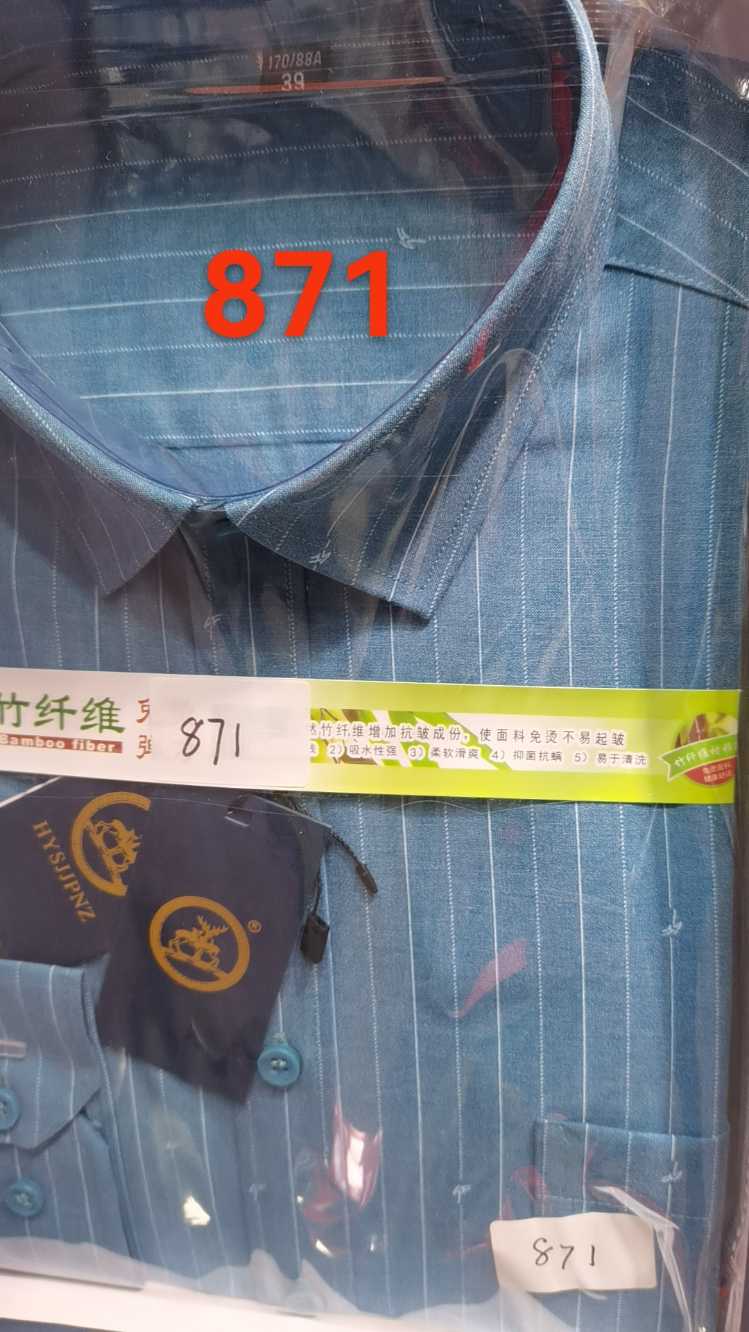 170/88A
39
871
竹纤维
Bamboo fiber
871
然竹纤维增加抗皱成份，使面料免烫不易起皱
2）吸水性强 3）柔软滑爽 4）抑菌抗螨 5）易于清洗
HYSJJPNZ
®
871